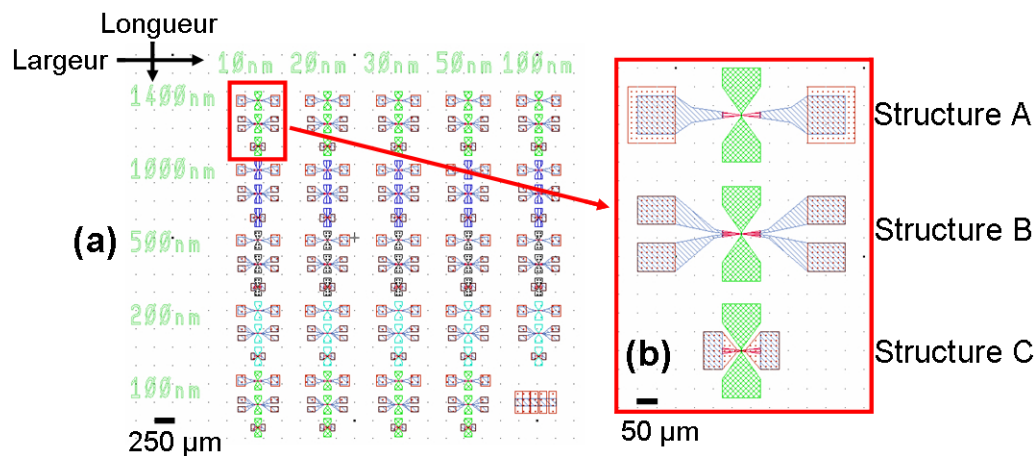 Longueur
Largeur
10nm 20nm 30nm 50nm 100nm
1400nm
Structure A
1000nm
(a)
500nm
Structure B
200nm
(b)
Structure C
100nm
250 µm
50 µm